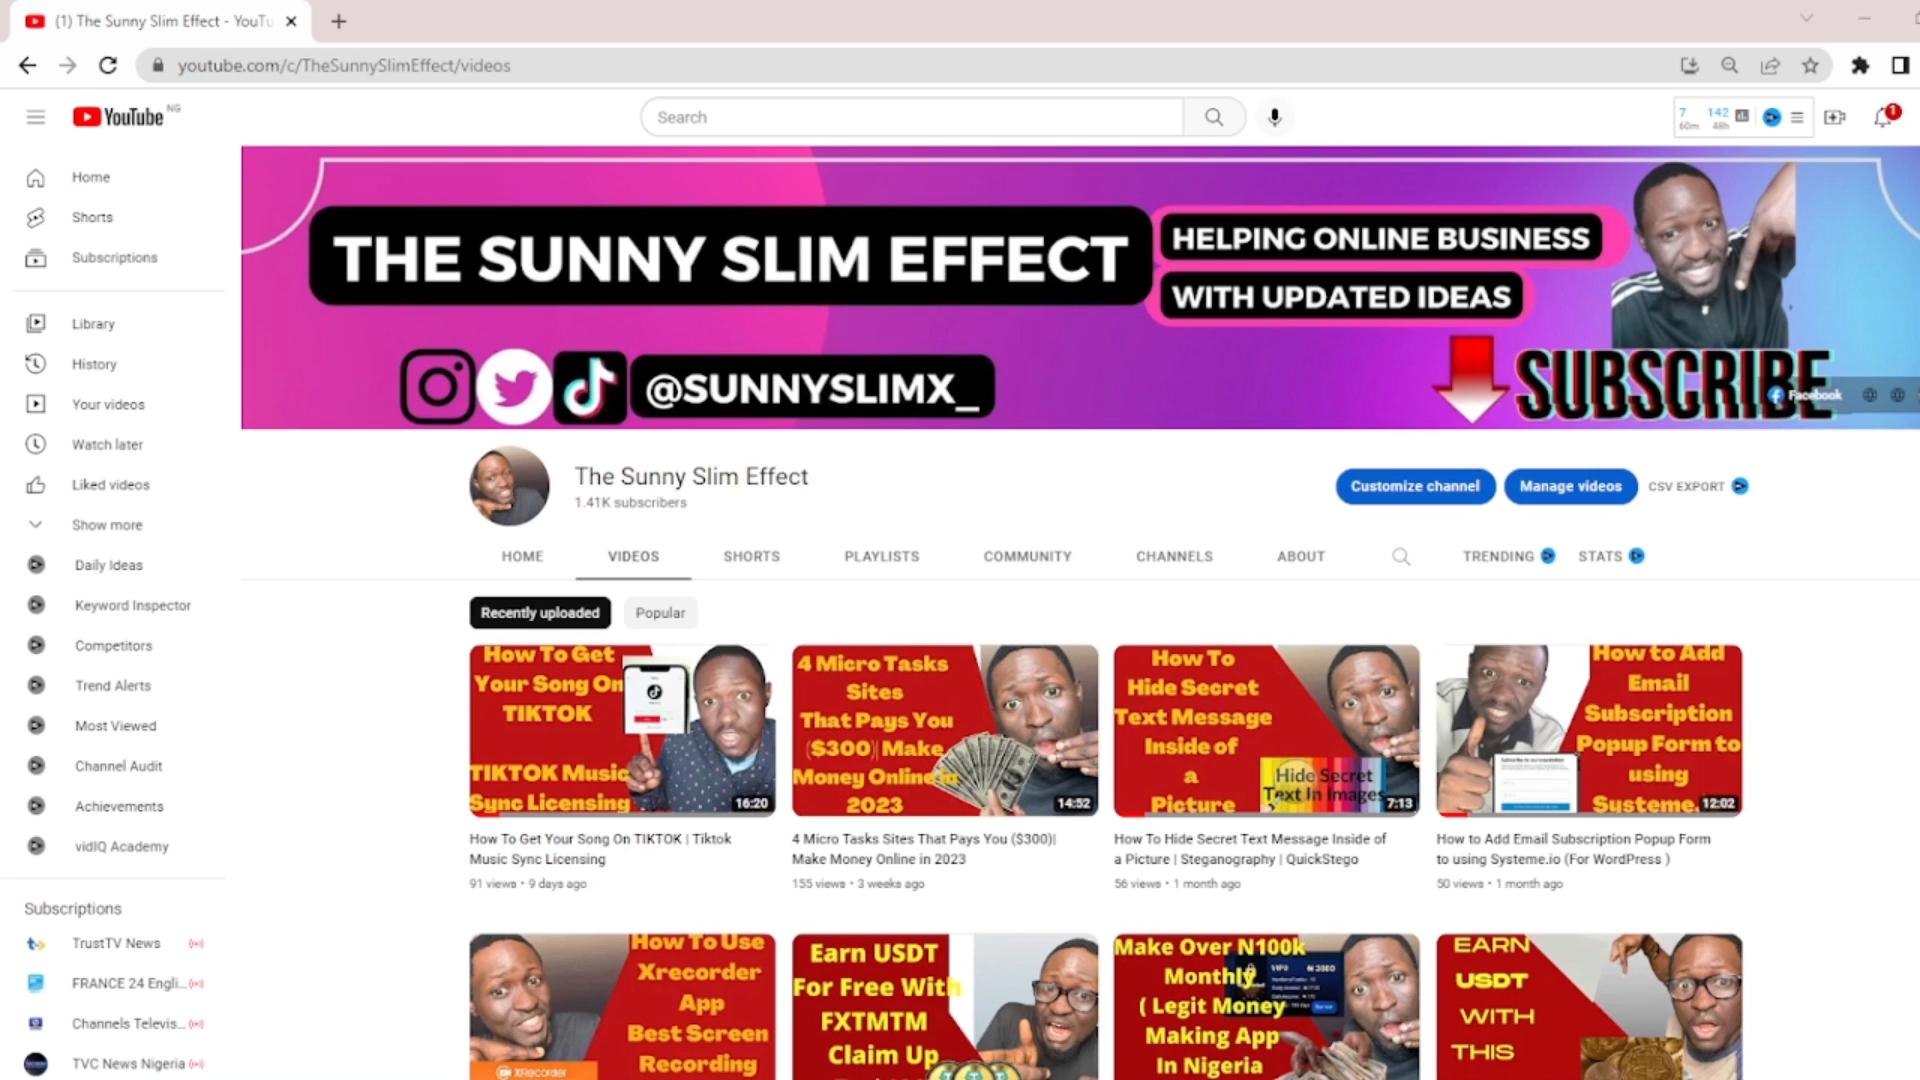 (1) The Sunny Slim Effect - YouTu
youtube.com/c/TheSunnySlimEffect/videos
YouTube NG
Search
7 142
60m 48h
1
Home
Shorts
Subscriptions
Library
History
Your videos
Watch later
Liked videos
Show more
Daily Ideas
Keyword Inspector
Competitors
Trend Alerts
Most Viewed
Channel Audit
Achievements
vidIQ Academy
Subscriptions
TrustTV News
FRANCE 24 Engli...
Channels Televis...
TVC News Nigeria
THE SUNNY SLIM EFFECT
HELPING ONLINE BUSINESS
WITH UPDATED IDEAS
@SUNNYSLIMX_
SUBSCRIBE
Facebook
The Sunny Slim Effect
1.41K subscribers
Customize channel
Manage videos
CSV EXPORT
HOME VIDEOS SHORTS PLAYLISTS COMMUNITY CHANNELS ABOUT TRENDING STATS
Recently uploaded Popular
How To Get
Your Song On
TIKTOK
TIKTOK Music
Sync Licensing
16:20
How To Get Your Song On TIKTOK | Tiktok
Music Sync Licensing
91 views • 9 days ago
4 Micro Tasks
Sites
That Pays You
($300)| Make
Money Online in
2023
14:52
4 Micro Tasks Sites That Pays You ($300)|
Make Money Online in 2023
155 views • 3 weeks ago
How To
Hide Secret
Text Message
Inside of
a
Picture
Hide Secret
Text In Images
7:13
How To Hide Secret Text Message Inside of
a Picture | Steganography | QuickStego
56 views • 1 month ago
How to Add
Email
Subscription
Popup Form to
using
Systeme.
12:02
How to Add Email Subscription Popup Form
to using Systeme.io (For WordPress )
50 views • 1 month ago
How To Use
Xrecorder
App
Best Screen
Recording
XRecorder
Earn USDT
For Free With
FXTMTM
Claim Up
Make Over N100k
Monthly
( Legit Money
Making App
In Nigeria
EARN
USDT
WITH
THIS